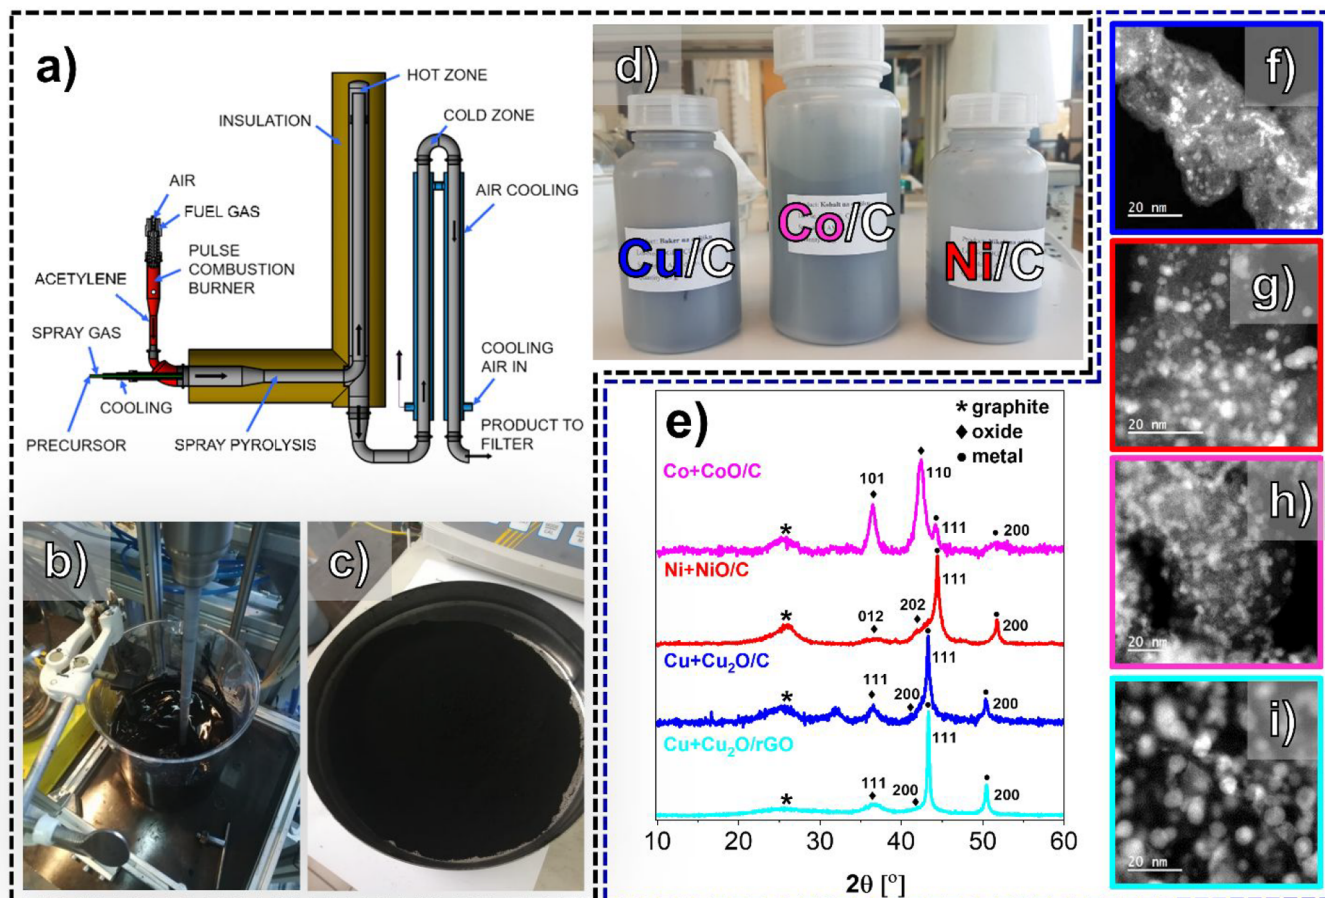 a)
HOT ZONE
COLD ZONE
INSULATION
AIR
FUEL GAS
AIR COOLING
PULSE
COMBUSTION
BURNER
ACETYLENE
SPRAY GAS
COOLING
AIR IN
COOLING
PRODUCT TO
FILTER
PRECURSOR
SPRAY PYROLYSIS
b)
c)
d)
Cu/C
Co/C
Ni/C
e)
* graphite
♦ oxide
● metal
Co+CoO/C
101
110
111
200
Ni+NiO/C
012
202
111
200
Cu+Cu₂O/C
111
200
111
200
Cu+Cu₂O/rGO
111
200
111
200
10 20 30 40 50 60
2θ [º]
f)
20 nm
g)
20 nm
h)
20 nm
i)
20 nm